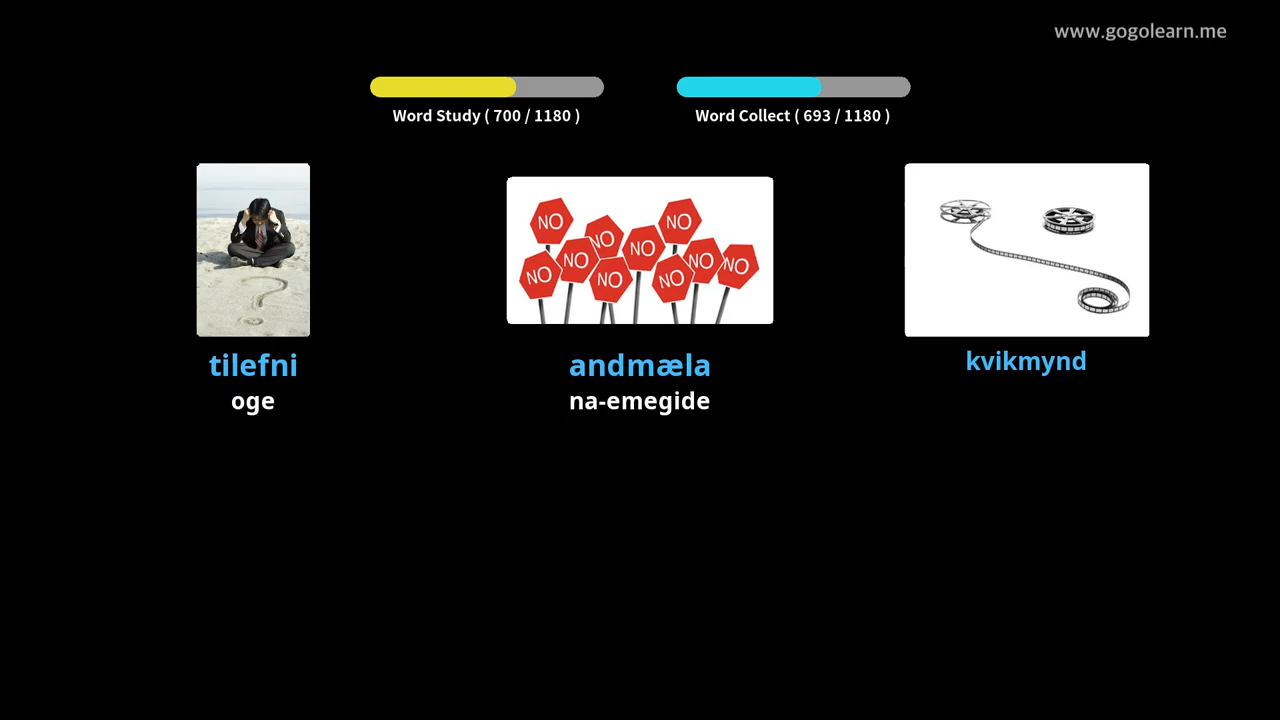 www.gogolearn.me
Word Study ( 700 / 1180 )
Word Collect ( 693 / 1180 )
NO
NO
NO
NO
NO
NO
NO
NO
NO
NO
?
tilefni
andmæla
kvikmynd
oge
na-emegide